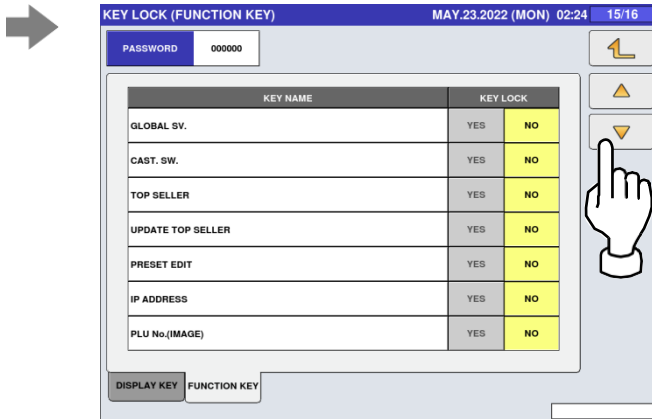 KEY LOCK (FUNCTION KEY) MAY.23.2022 (MON) 02:24 15/16
PASSWORD 000000
KEY NAME KEY LOCK
GLOBAL SV. YES NO
CAST. SW. YES NO
TOP SELLER YES NO
UPDATE TOP SELLER YES NO
PRESET EDIT YES NO
IP ADDRESS YES NO
PLU No.(IMAGE) YES NO
DISPLAY KEY FUNCTION KEY